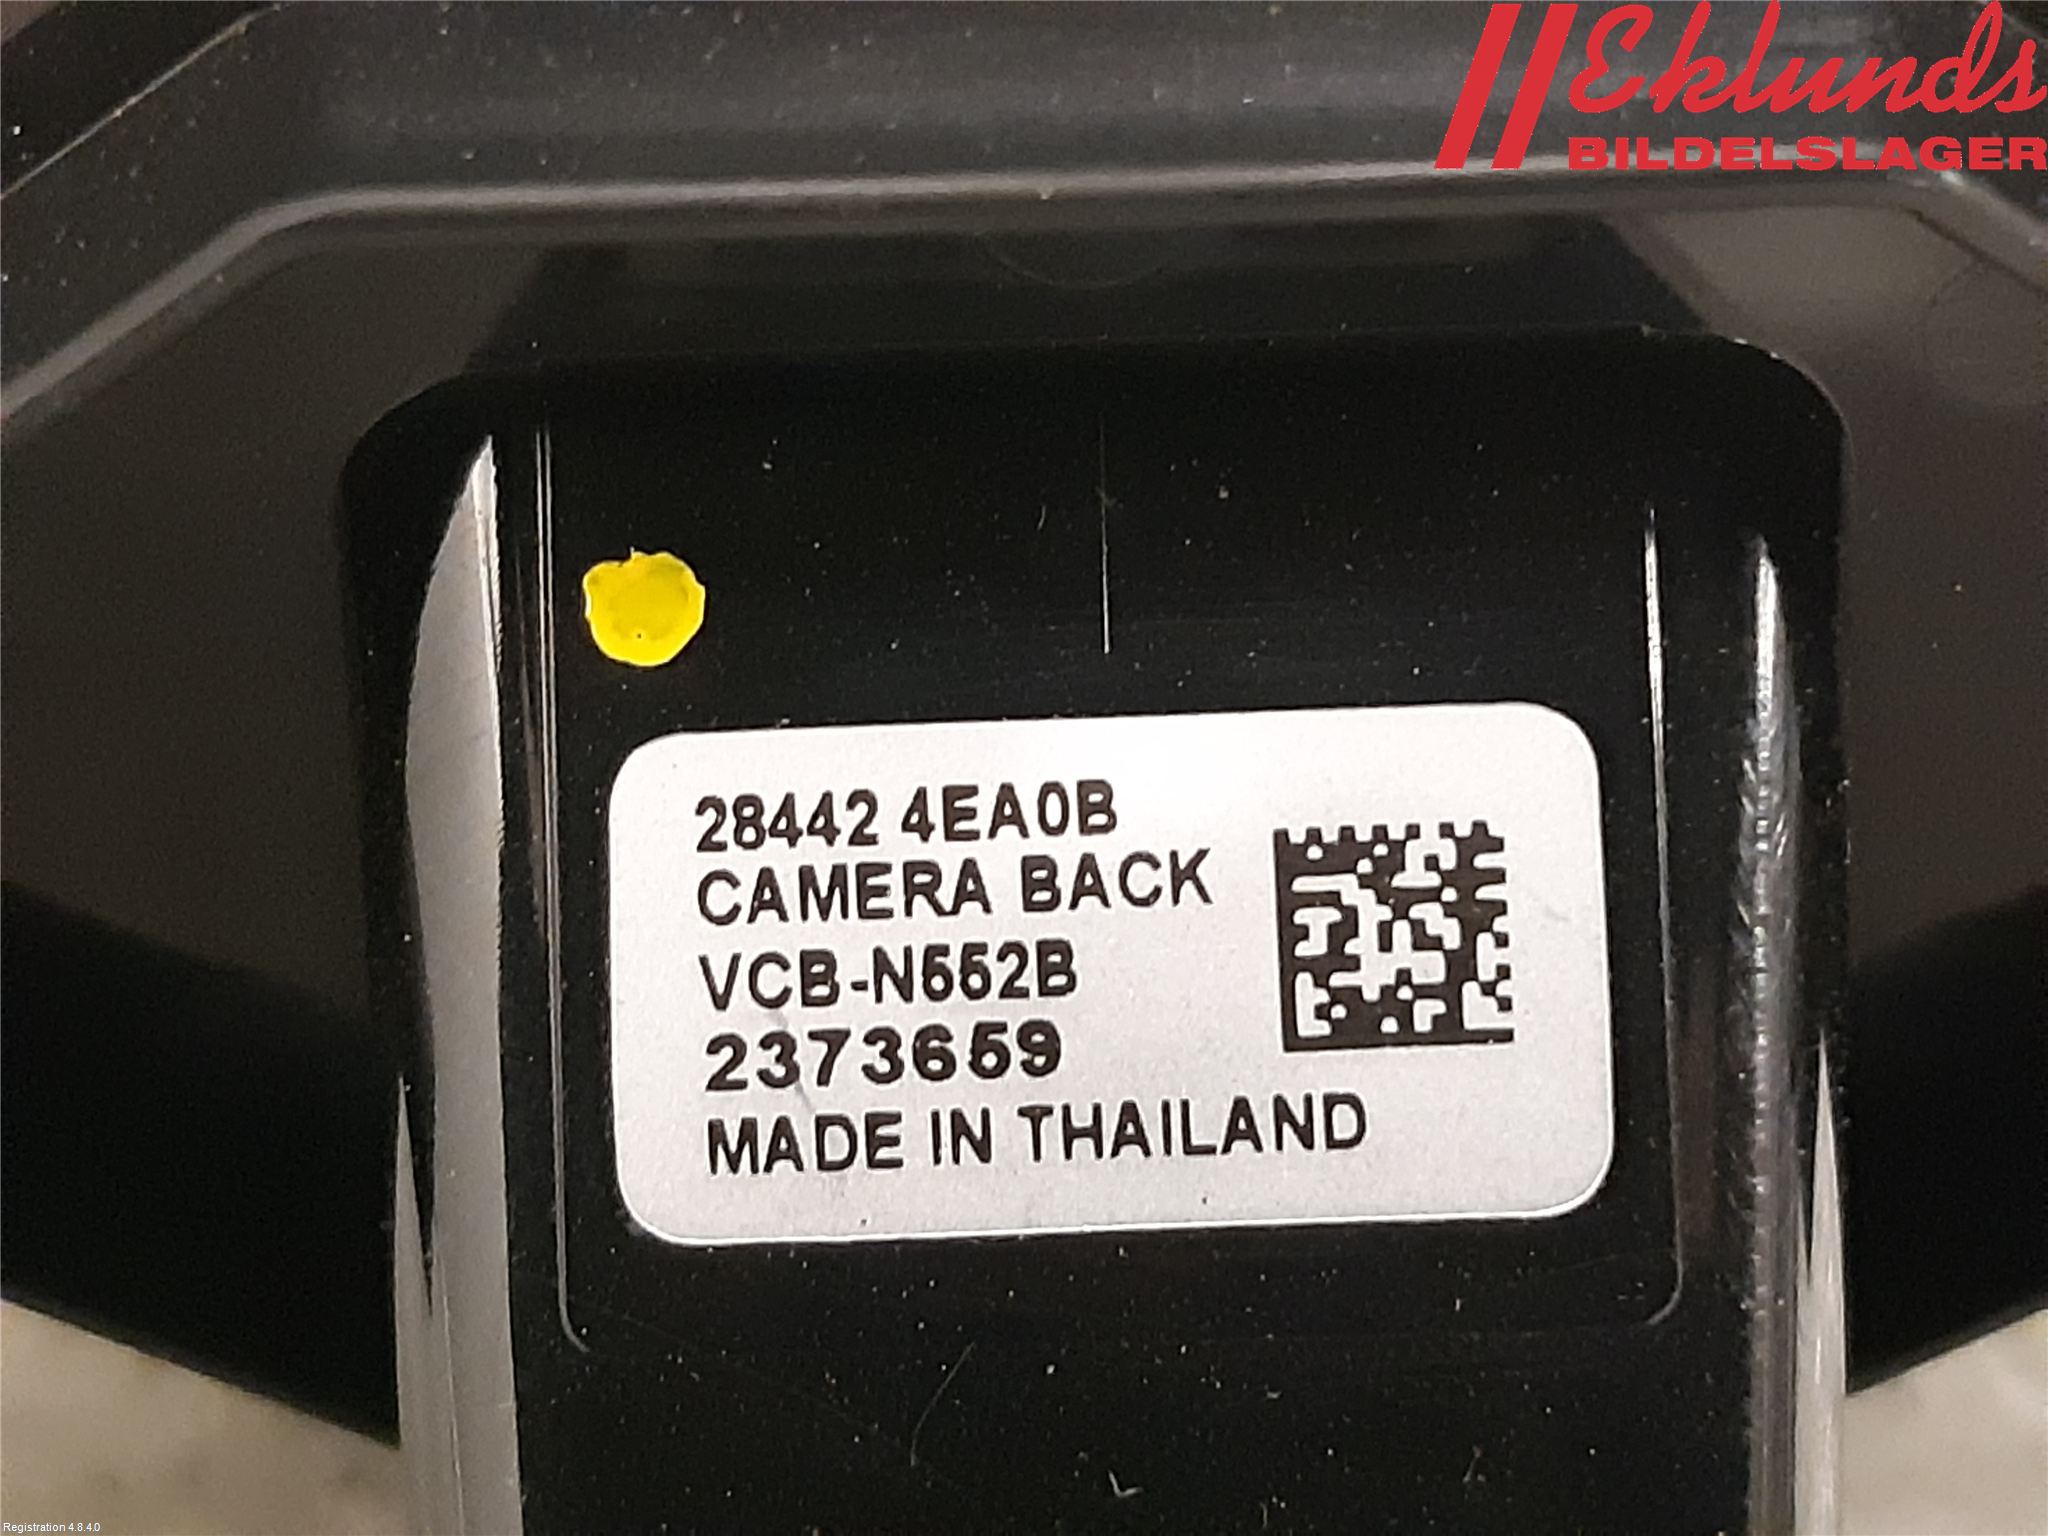 Eklunds
BILDELSLAGER
28442 4EA0B
CAMERA BACK
VCB-N552B
2373659
MADE IN THAILAND
Registration 4.8.4.0